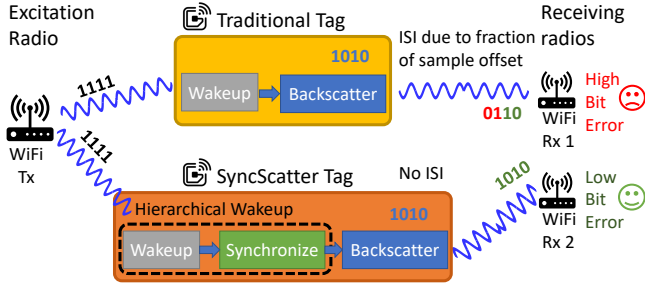 Excitation
Radio
Traditional Tag
Receiving
radios
1111
1010
ISI due to fraction
of sample offset
Wakeup
Backscatter
0110
High
Bit
Error
WiFi
Rx 1
WiFi
Tx
1111
SyncScatter Tag
No ISI
1010
Hierarchical Wakeup
1010
Wakeup
Synchronize
Backscatter
Low
Bit
Error
WiFi
Rx 2